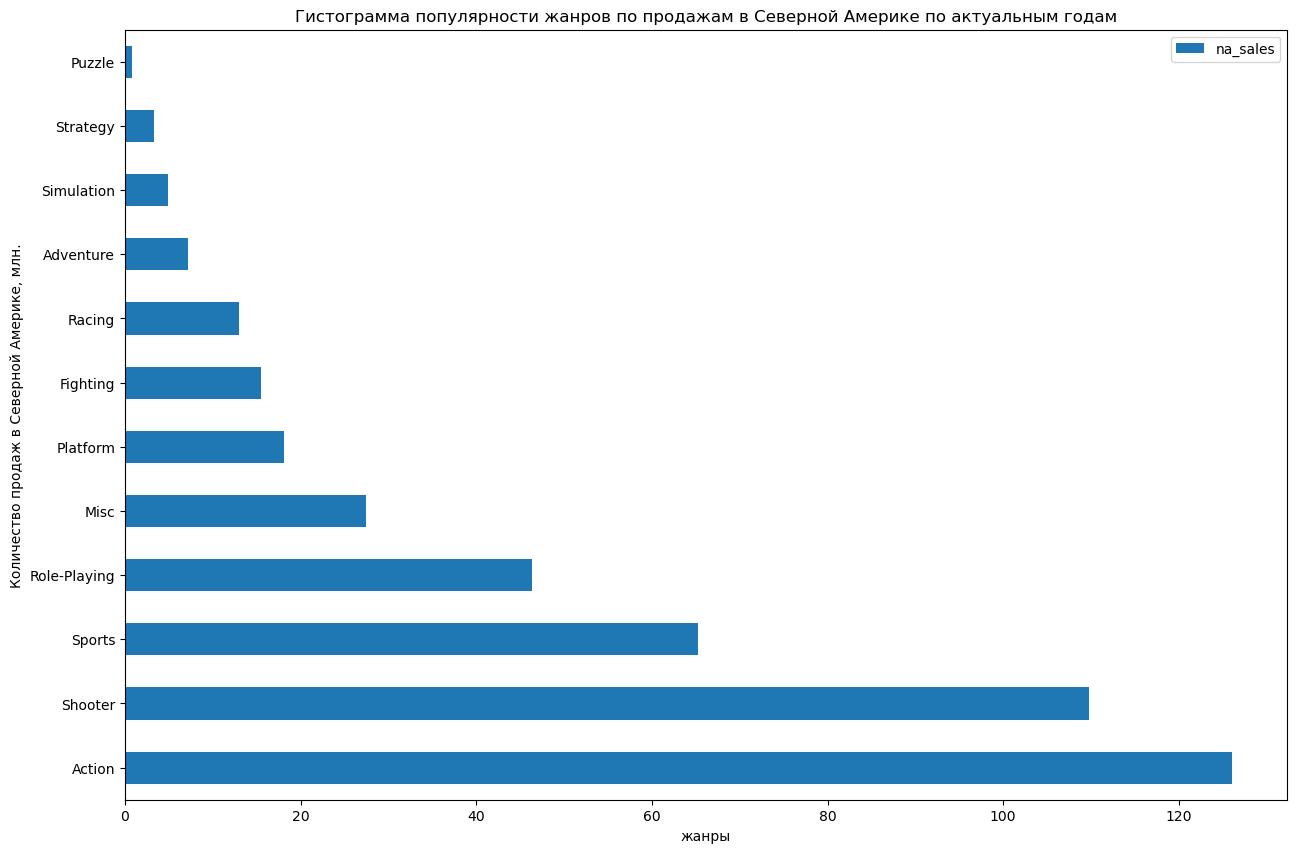 Гистограмма популярности жанров по продажам в Северной Америке по актуальным годам
na_sales
Количество продаж в Северной Америке, млн.
Puzzle
Strategy
Simulation
Adventure
Racing
Fighting
Platform
Misc
Role-Playing
Sports
Shooter
Action
0 20 40 60 80 100 120
жанры